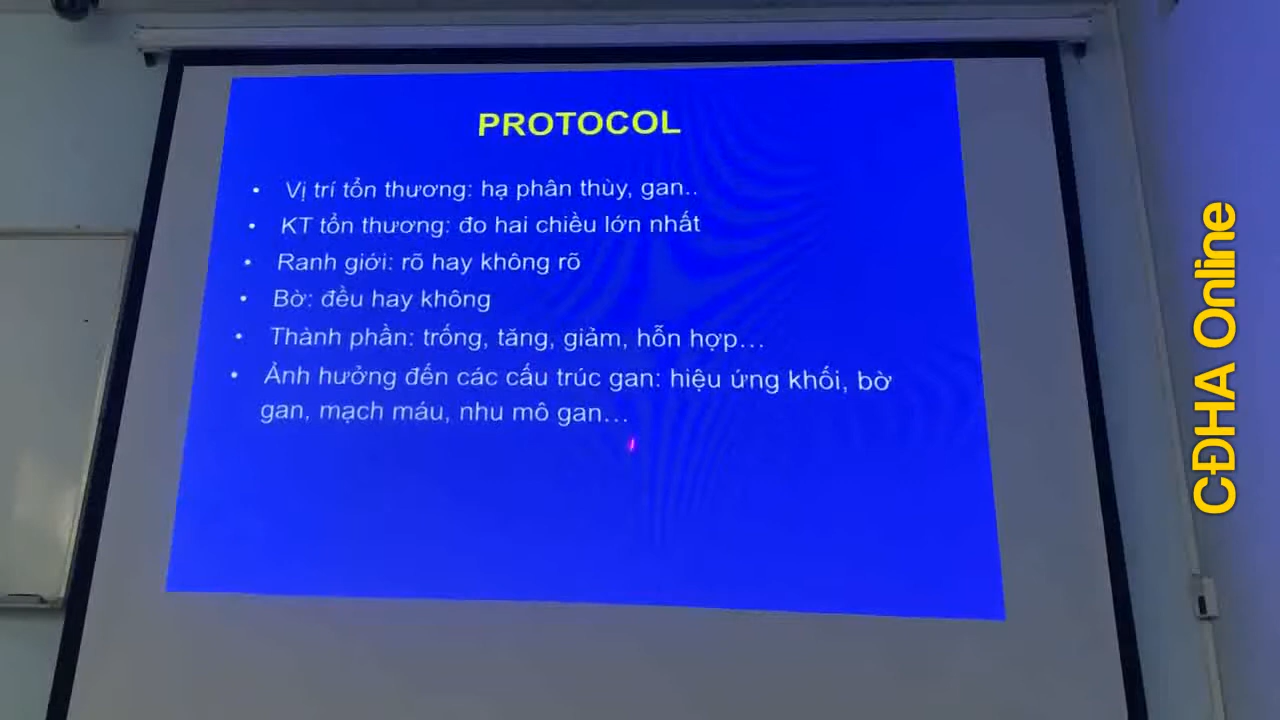 PROTOCOL
• Vị trí tổn thương: hạ phân thùy, gan..
• KT tổn thương: đo hai chiều lớn nhất
• Ranh giới: rõ hay không rõ
• Bờ: đều hay không
• Thành phần: trống, tăng, giảm, hỗn hợp...
• Ảnh hưởng đến các cấu trúc gan: hiệu ứng khối, bờ
gan, mạch máu, nhu mô gan...
CĐHA Online